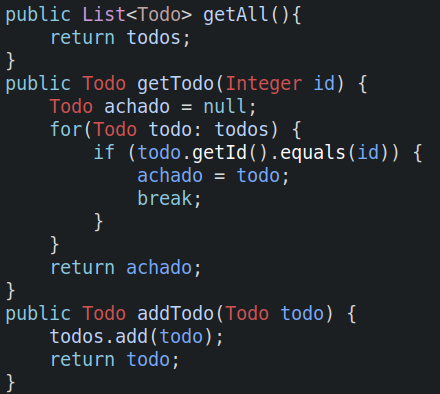 public List<Todo> getAll(){
    return todos;
}
public Todo getTodo(Integer id) {
    Todo achado = null;
    for(Todo todo: todos) {
        if (todo.getId().equals(id)) {
            achado = todo;
            break;
        }
    }
    return achado;
}
public Todo addTodo(Todo todo) {
    todos.add(todo);
    return todo;
}